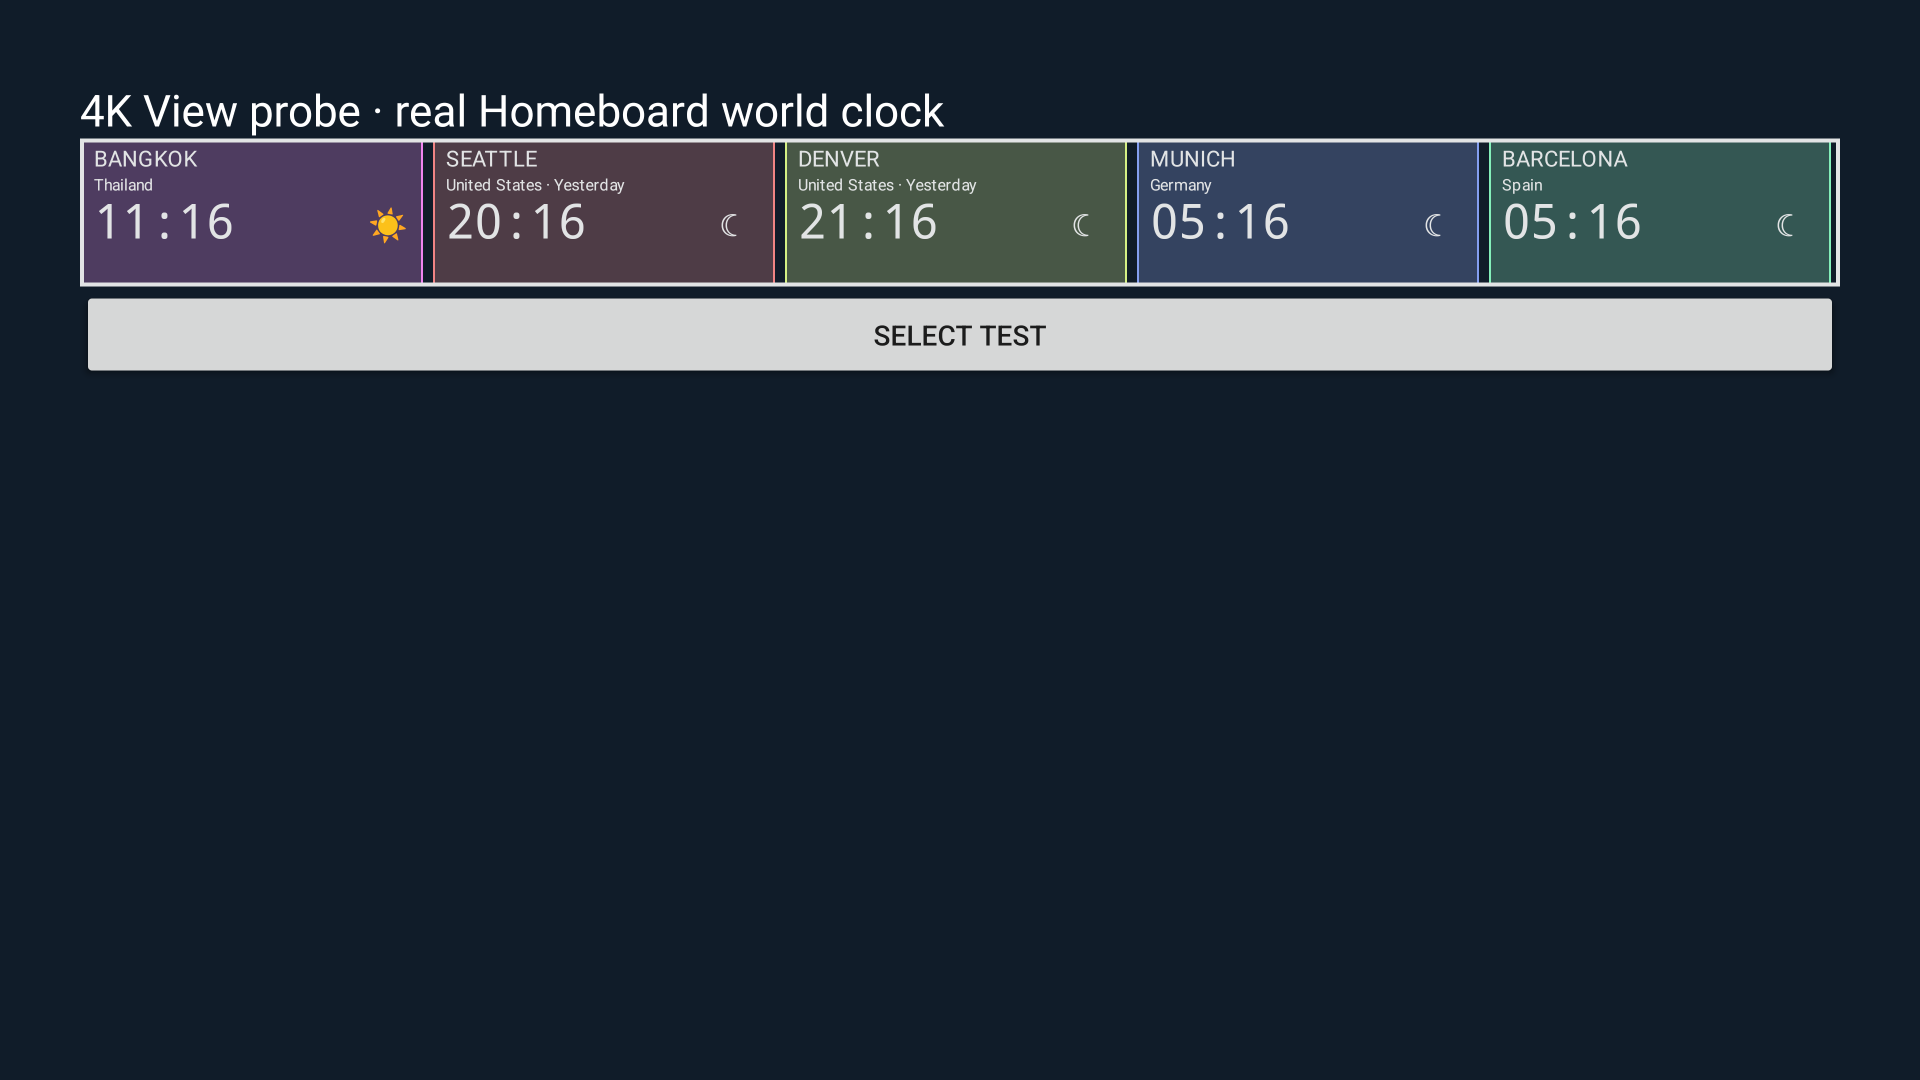 4K View probe · real Homeboard world clock
BANGKOK
Thailand
11:16
SEATTLE
United States · Yesterday
20:16
DENVER
United States · Yesterday
21:16
MUNICH
Germany
05:16
BARCELONA
Spain
05:16
SELECT TEST